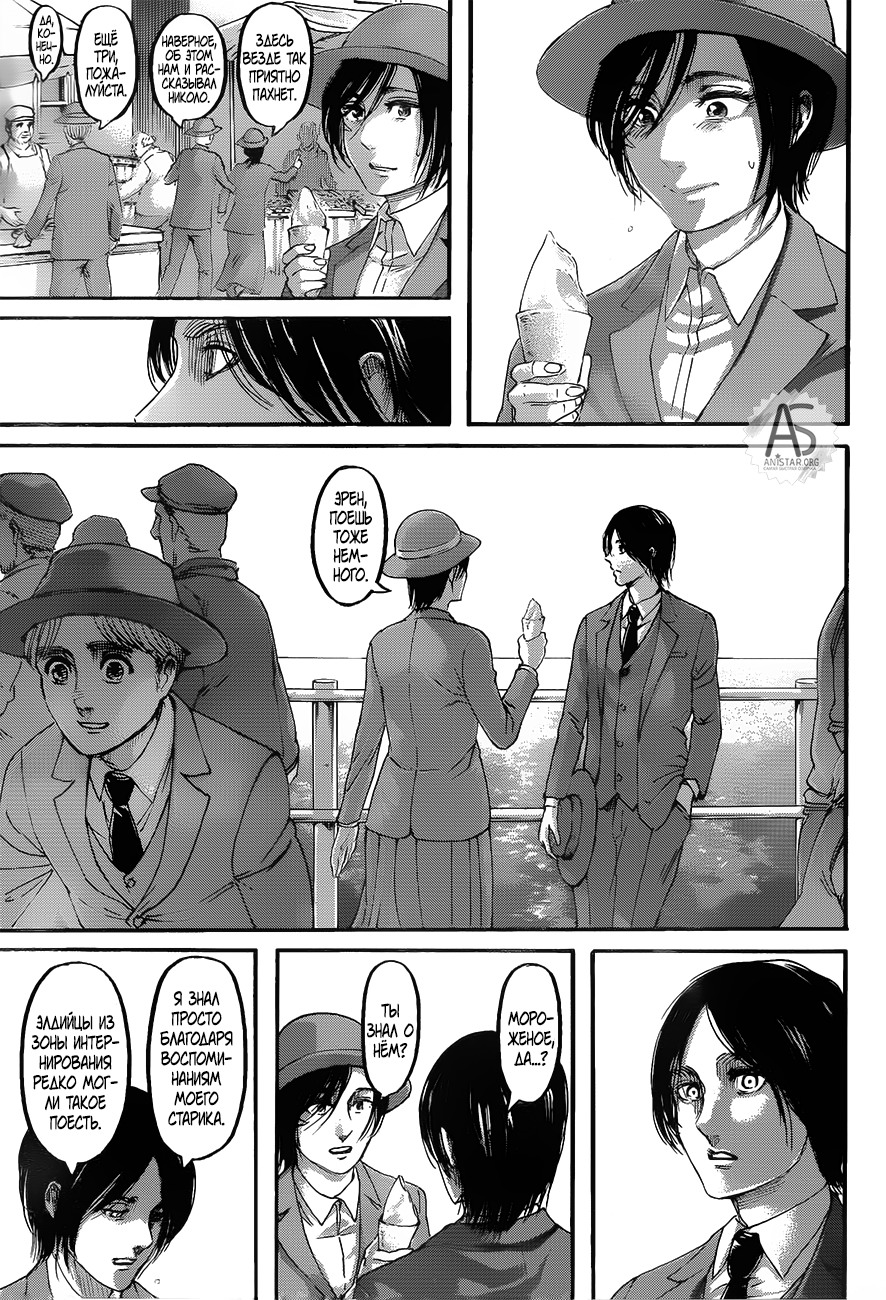 ЗДЕСЬ
ВЕЗДЕ ТАК
ПРИЯТНО
ПАХНЕТ.
НАВЕРНОЕ,
ОБ ЭТОМ
НАМ И РАС-
СКАЗЫВАЛ
НИКОЛО.
ЕЩЁ
ТРИ,
ПОЖА-
ЛУЙСТА.
ДА,
КО-
НЕЧ-
НО.
AS
ANISTAR.ORG
ЭРЕН,
ПОЕШЬ
ТОЖЕ
НЕМ-
НОГО.
МОРО-
ЖЕНОЕ,
ДА...?
ТЫ
ЗНАЛ О
НЁМ?
Я ЗНАЛ
ПРОСТО
БЛАГОДАРЯ
ВОСПОМИ-
НАНИЯМ
МОЕГО
СТАРИКА.
ЭЛДИЙЦЫ ИЗ
ЗОНЫ ИНТЕР-
НИРОВАНИЯ
РЕДКО МОГ-
ЛИ ТАКОЕ
ПОЕСТЬ.